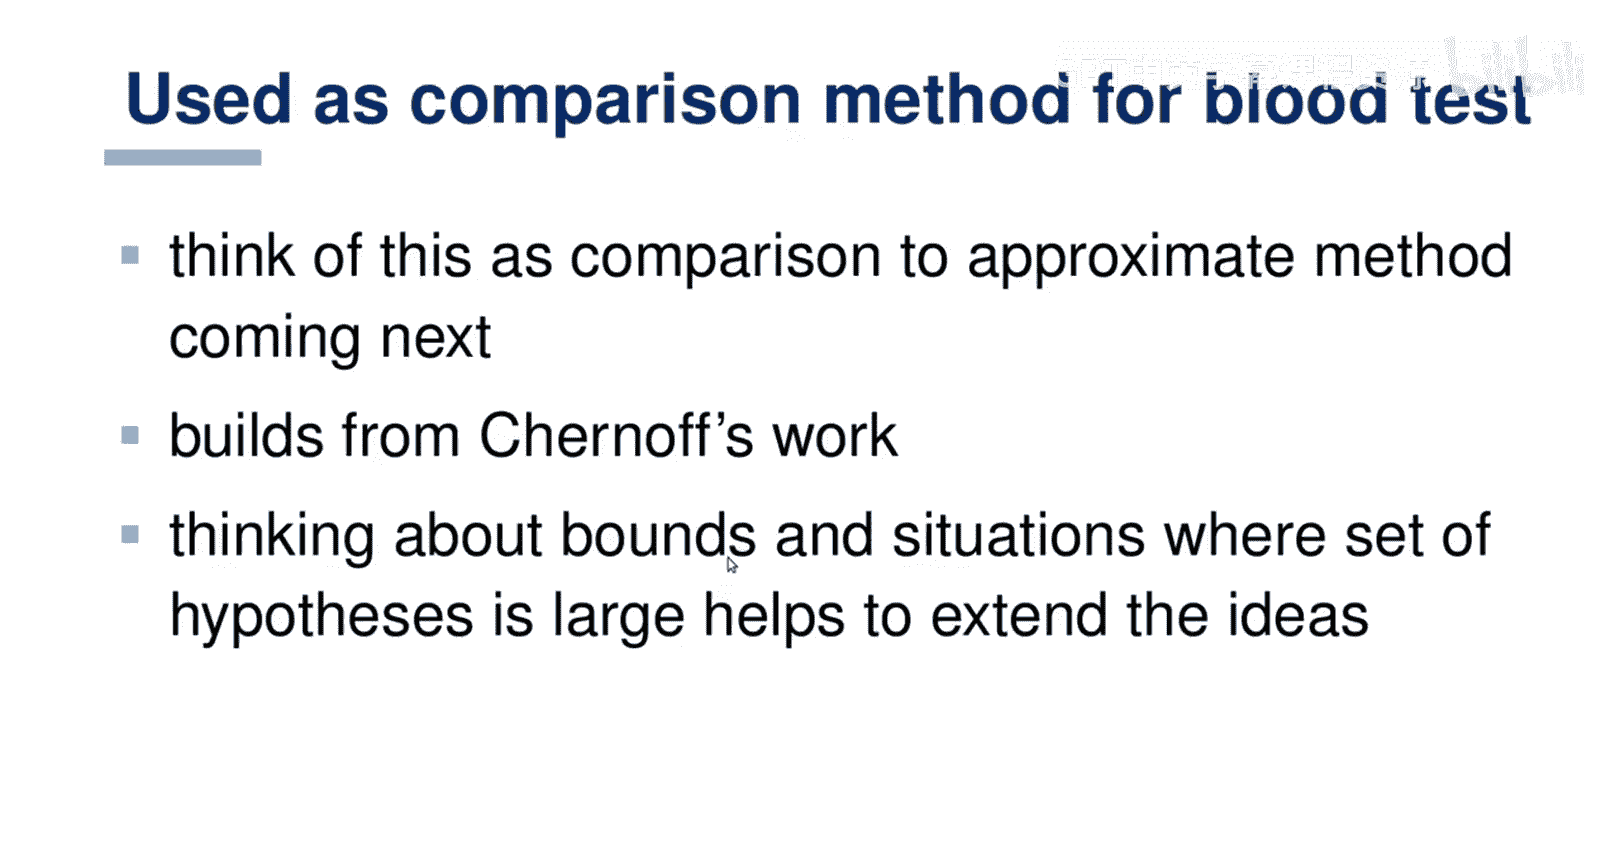 Used as comparison method for blood test
bilibili
think of this as comparison to approximate method
coming next
builds from Chernoff's work
thinking about bounds and situations where set of
hypotheses is large helps to extend the ideas